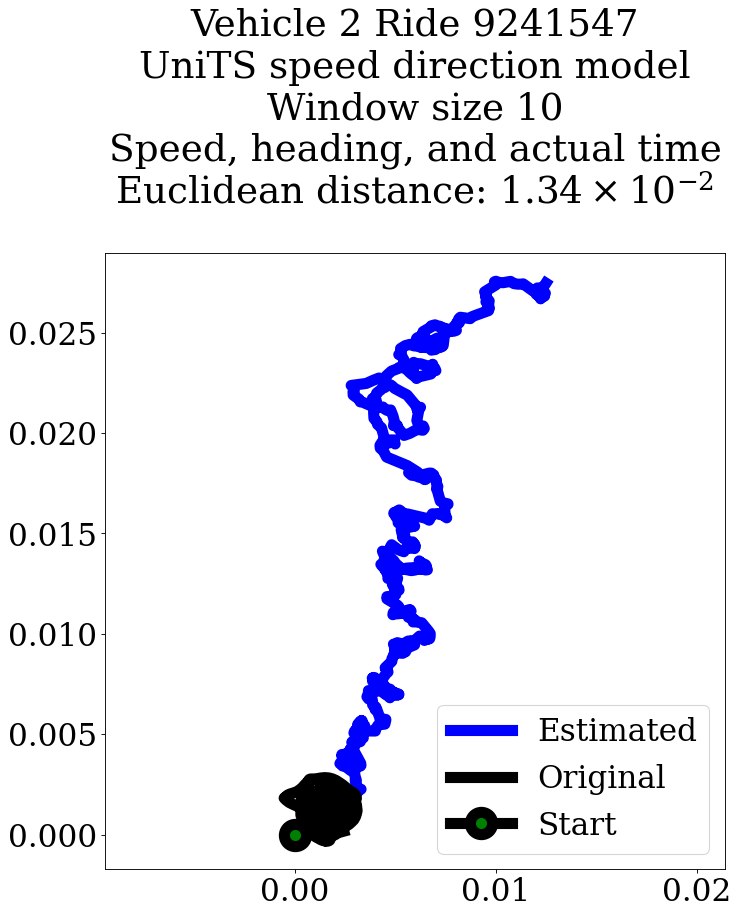 Vehicle 2 Ride 9241547
UniTS speed direction model
Window size 10
Speed, heading, and actual time
Euclidean distance: 1.34 × 10⁻²
0.025
0.020
0.015
0.010
0.005
0.000
Estimated
Original
Start
0.00 0.01 0.02